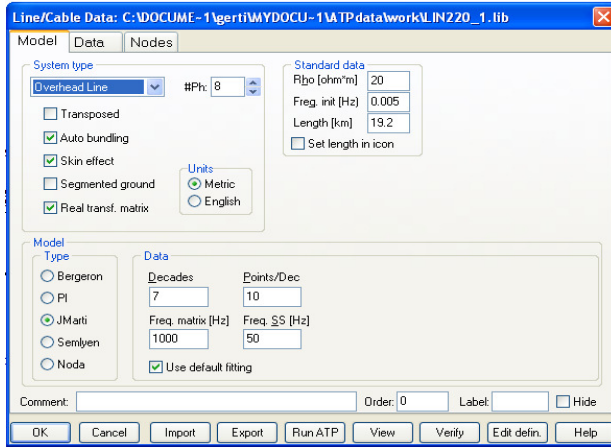 Line/Cable Data: C:\DOCUME~1\gerti\MYDOCU~1\ATPdata\work\LIN220_1.lib
Model Data Nodes
System type
Overhead Line #Ph: 8
Transposed
Auto bundling
Skin effect
Segmented ground
Real transf. matrix
Units
Metric
English
Standard data
Rho [ohm*m] 20
Freq. init [Hz] 0.005
Length [km] 19.2
Set length in icon
Model
Type
Bergeron
PI
JMarti
Semlyen
Noda
Data
Decades Points/Dec
7 10
Freq. matrix [Hz] Freq. SS [Hz]
1000 50
Use default fitting
Comment: Order: 0 Label: Hide
OK Cancel Import Export Run ATP View Verify Edit defin. Help